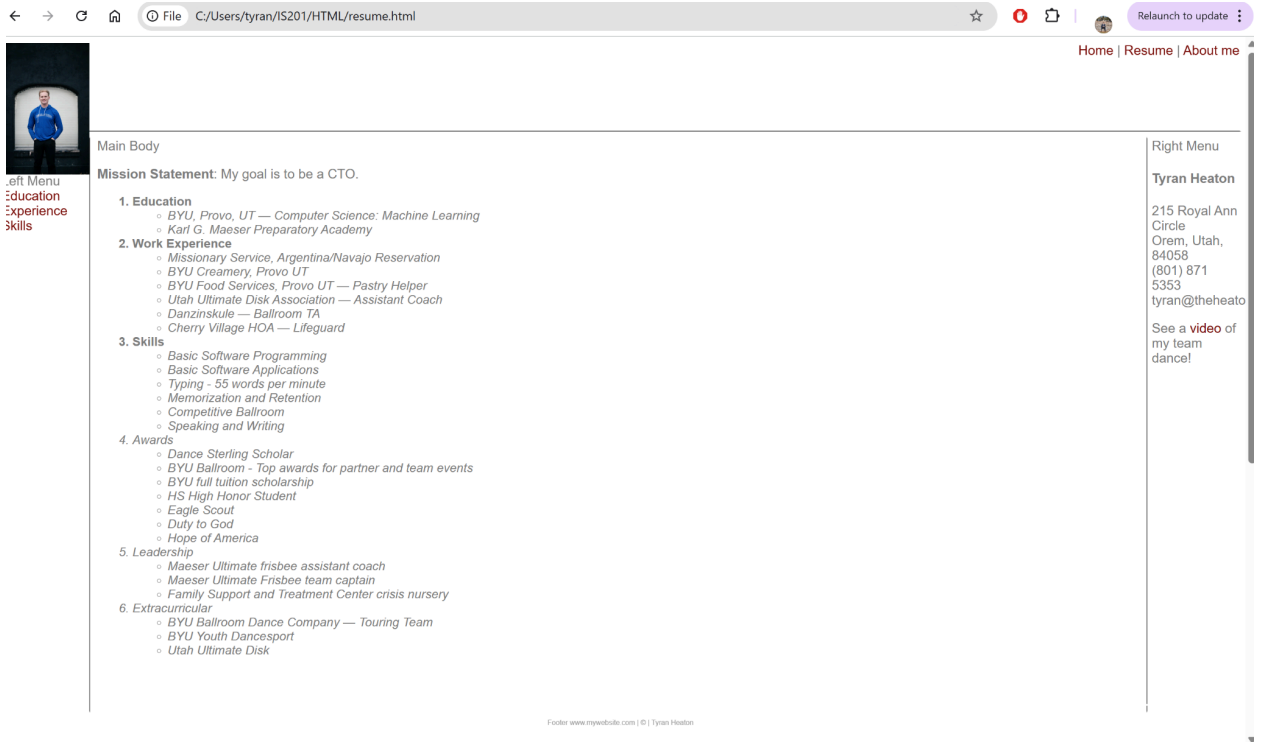 File C:/Users/tyran/IS201/HTML/resume.html
Relaunch to update
Home | Resume | About me
Left Menu
Education
Experience
Skills
Main Body
Mission Statement: My goal is to be a CTO.
1. Education
BYU, Provo, UT — Computer Science: Machine Learning
Karl G. Maeser Preparatory Academy
2. Work Experience
Missionary Service, Argentina/Navajo Reservation
BYU Creamery, Provo UT
BYU Food Services, Provo UT — Pastry Helper
Utah Ultimate Disk Association — Assistant Coach
Danzinskule — Ballroom TA
Cherry Village HOA — Lifeguard
3. Skills
Basic Software Programming
Basic Software Applications
Typing - 55 words per minute
Memorization and Retention
Competitive Ballroom
Speaking and Writing
4. Awards
Dance Sterling Scholar
BYU Ballroom - Top awards for partner and team events
BYU full tuition scholarship
HS High Honor Student
Eagle Scout
Duty to God
Hope of America
5. Leadership
Maeser Ultimate frisbee assistant coach
Maeser Ultimate Frisbee team captain
Family Support and Treatment Center crisis nursery
6. Extracurricular
BYU Ballroom Dance Company — Touring Team
BYU Youth Dancesport
Utah Ultimate Disk
Right Menu
Tyran Heaton
215 Royal Ann
Circle
Orem, Utah,
84058
(801) 871
5353
tyran@theheato
See a video of
my team
dance!
Footer www.mywebsite.com | © | Tyran Heaton